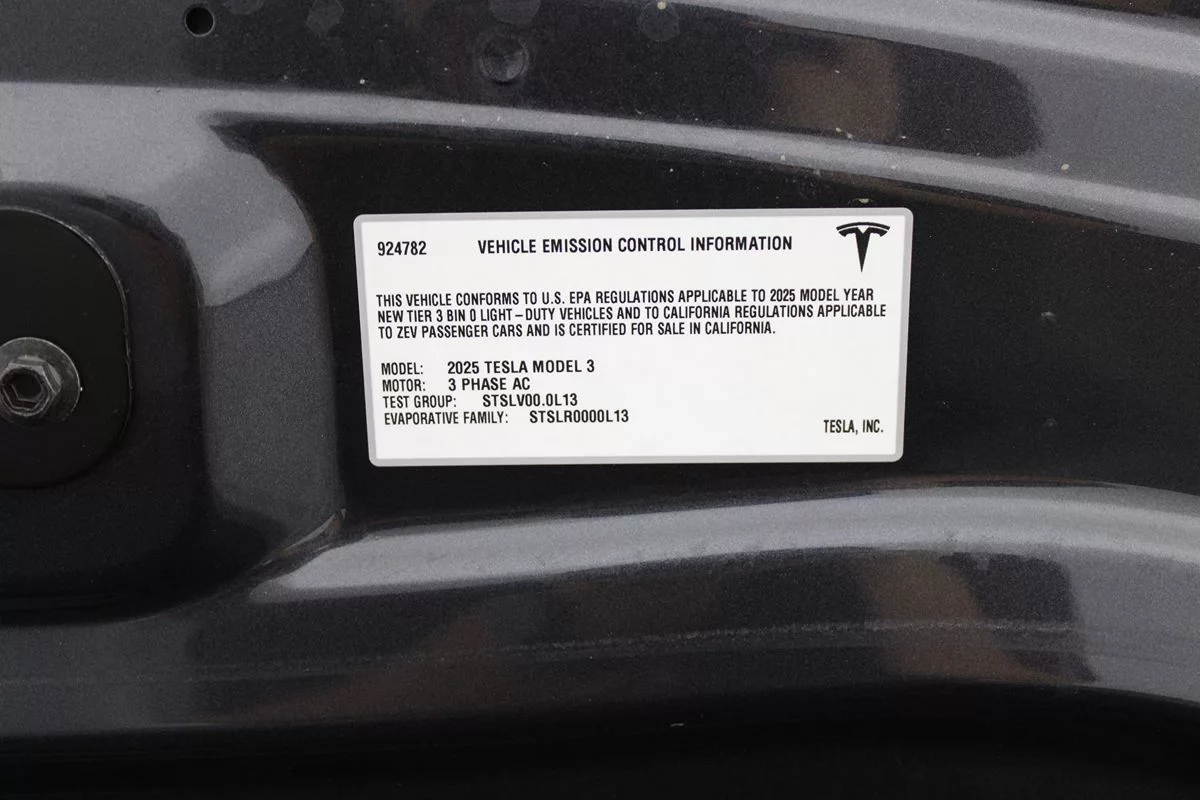 924782 VEHICLE EMISSION CONTROL INFORMATION
THIS VEHICLE CONFORMS TO U.S. EPA REGULATIONS APPLICABLE TO 2025 MODEL YEAR
NEW TIER 3 BIN 0 LIGHT-DUTY VEHICLES AND TO CALIFORNIA REGULATIONS APPLICABLE
TO ZEV PASSENGER CARS AND IS CERTIFIED FOR SALE IN CALIFORNIA.
MODEL: 2025 TESLA MODEL 3
MOTOR: 3 PHASE AC
TEST GROUP: STSLV00.0L13
EVAPORATIVE FAMILY: STSLR0000L13
TESLA, INC.